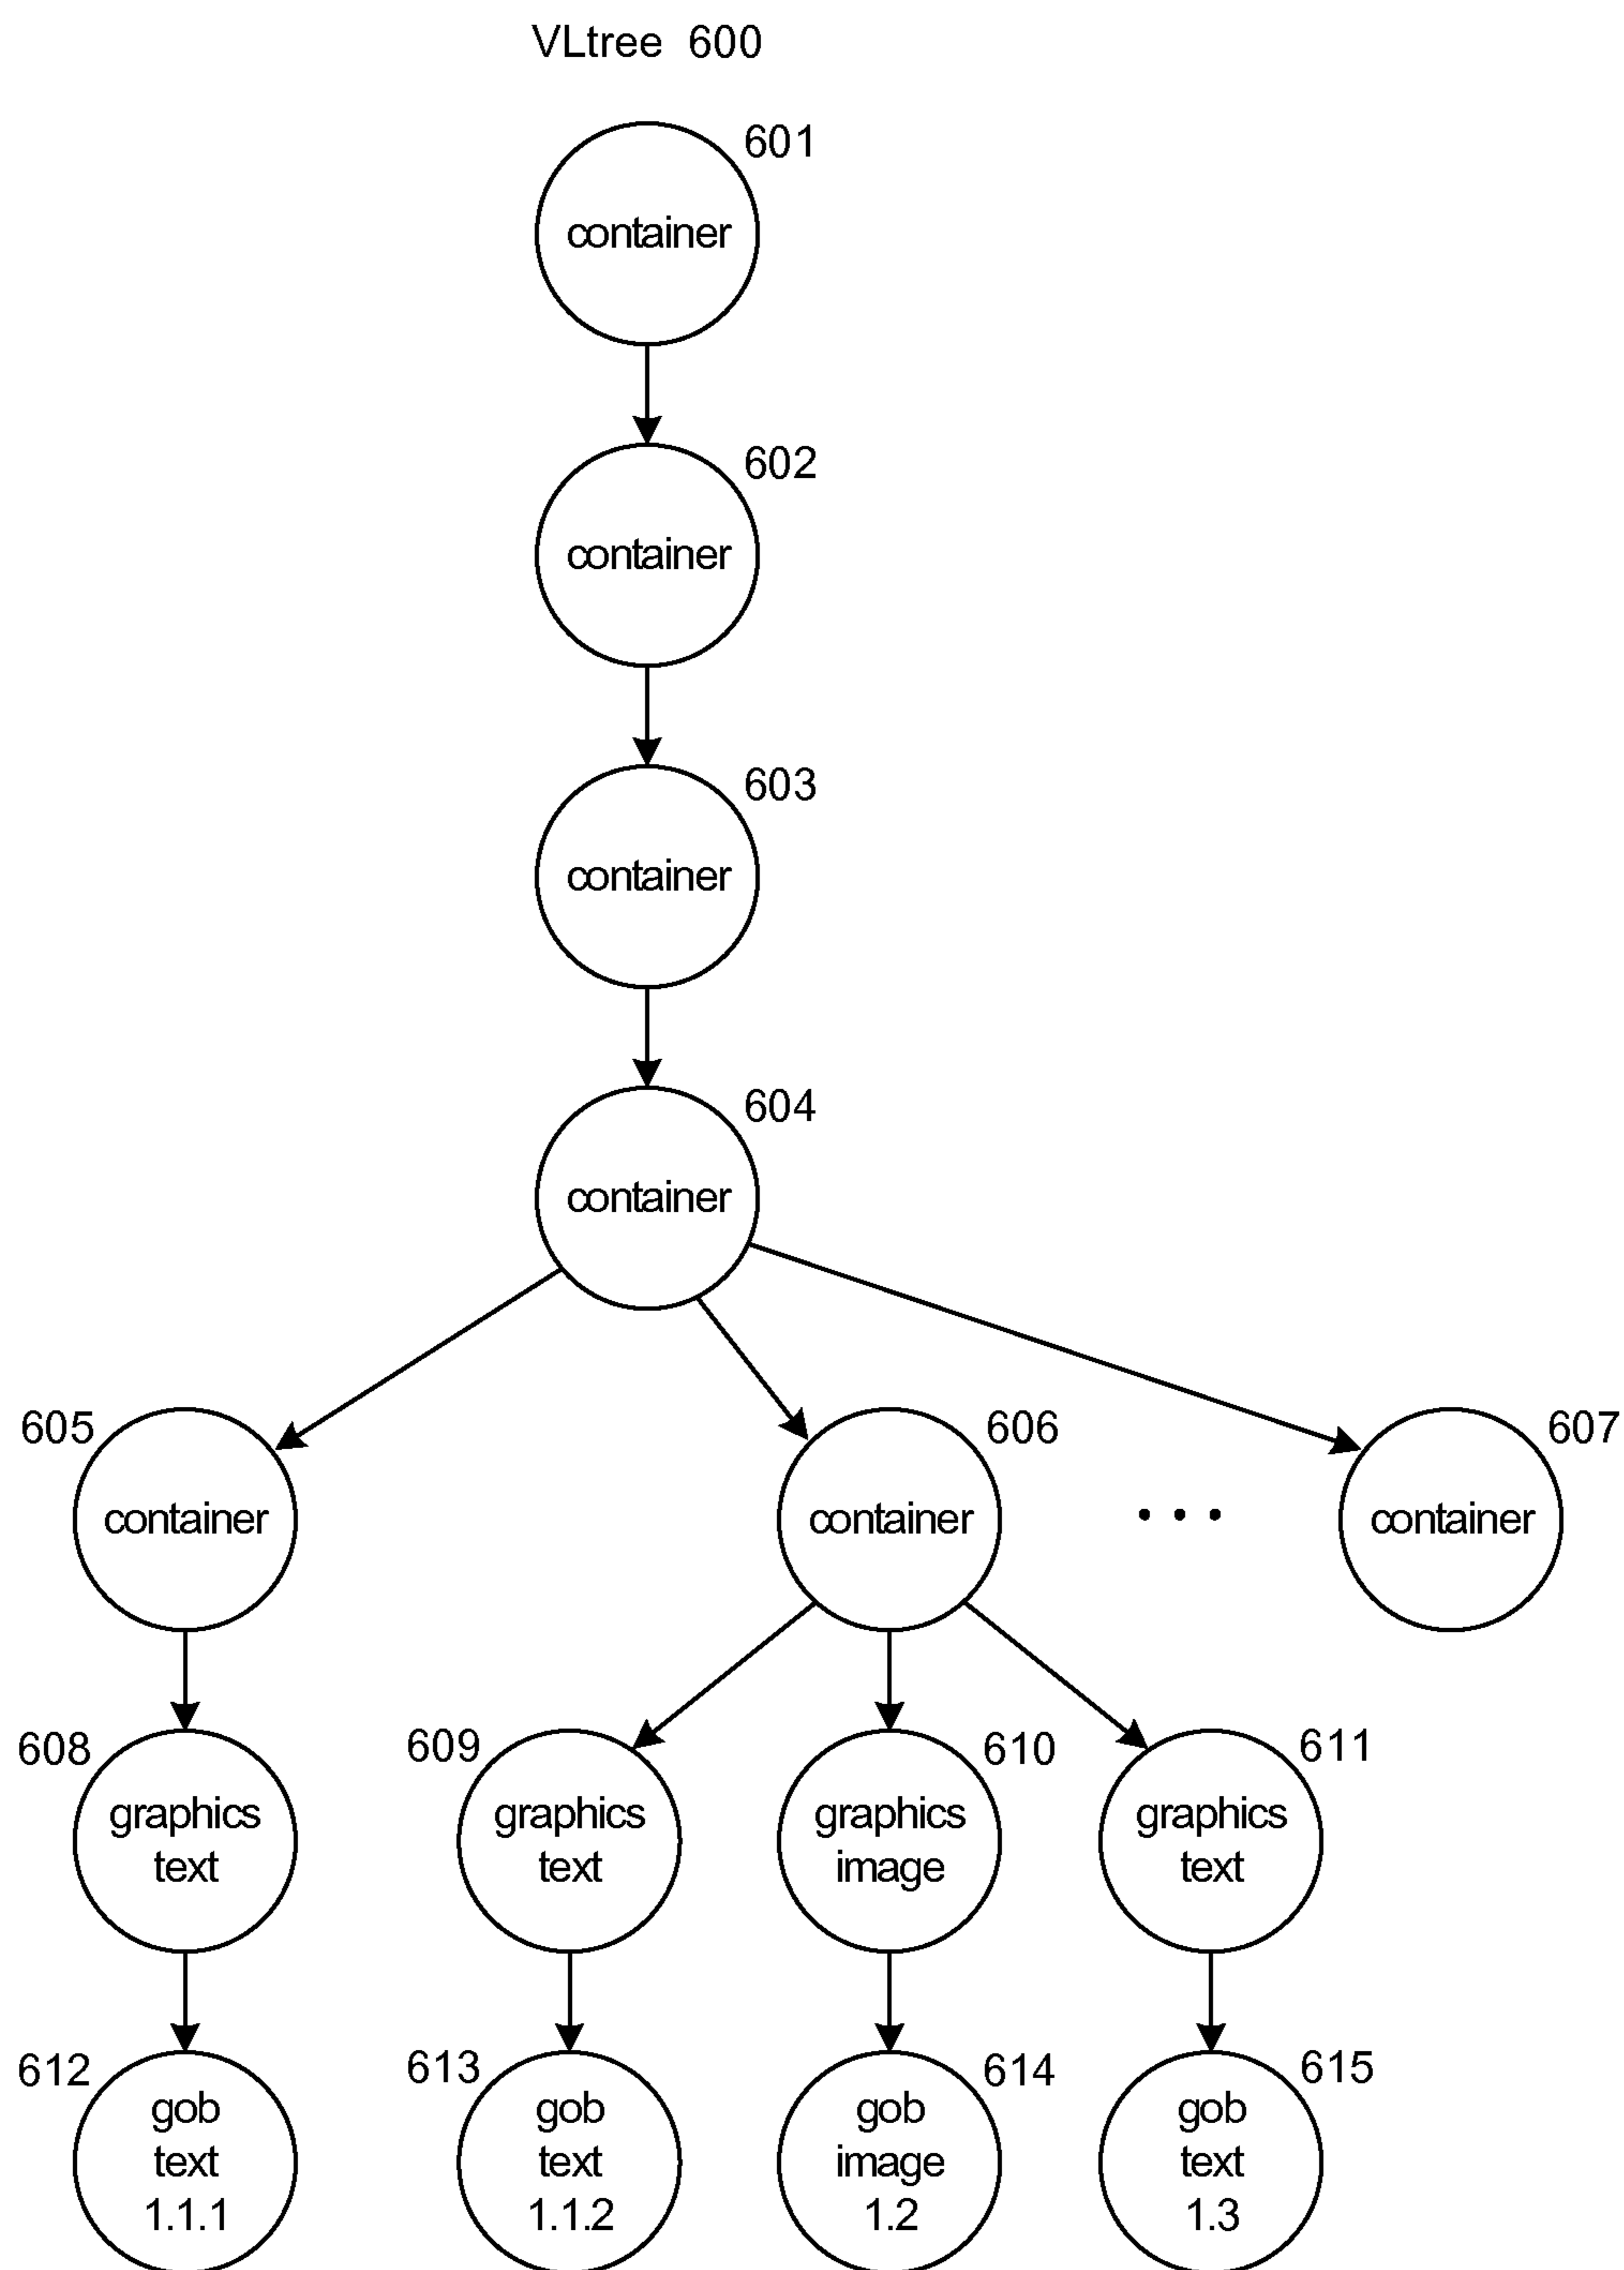 VLtree 600
601
container
602
container
603
container
604
container
605
606
607
container
container
. . .
container
608
609
610
611
graphics
text
graphics
text
graphics
image
graphics
text
612
613
614
615
gob
text
1.1.1
gob
text
1.1.2
gob
image
1.2
gob
text
1.3